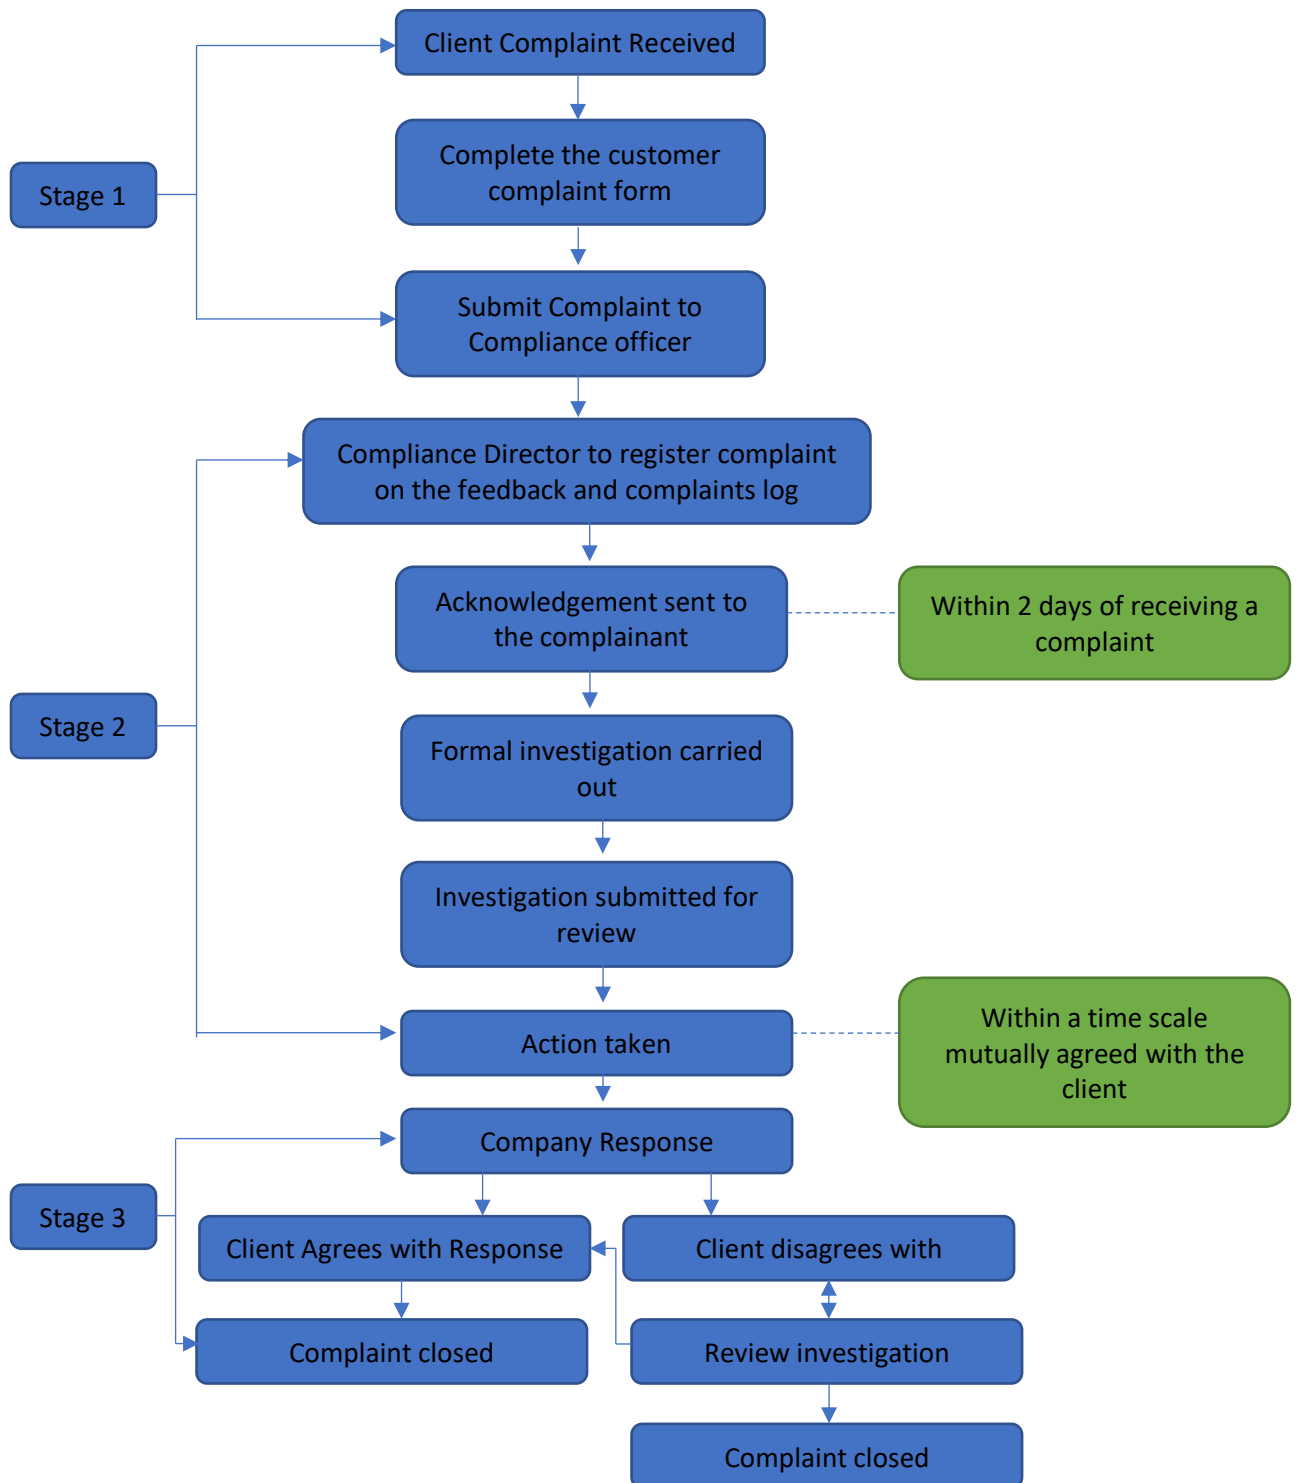 Client Complaint Received
Complete the customer
complaint form
Stage 1
Submit Complaint to
Compliance officer
Compliance Director to register complaint
on the feedback and complaints log
Acknowledgement sent to
the complainant
Within 2 days of receiving a
complaint
Stage 2
Formal investigation carried
out
Investigation submitted for
review
Action taken
Within a time scale
mutually agreed with the
client
Company Response
Stage 3
Client Agrees with Response
Client disagrees with
Complaint closed
Review investigation
Complaint closed